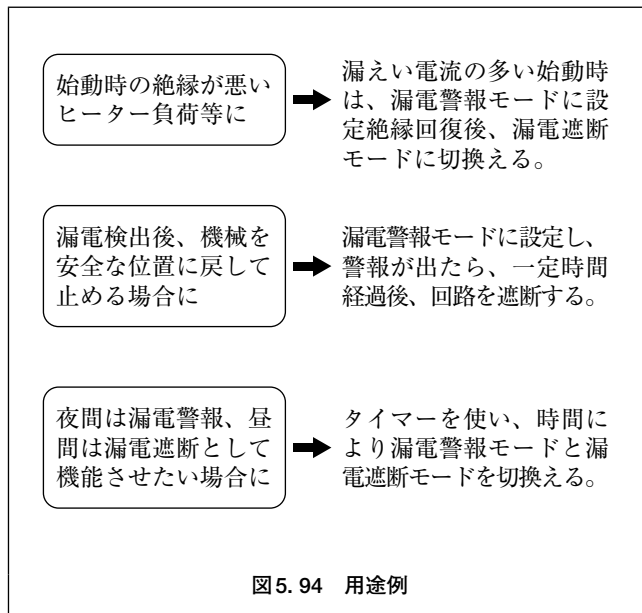 始動時の絶縁が悪い
ヒーター負荷等に
漏えい電流の多い始動時
は、漏電警報モードに設
定絶縁回復後、漏電遮断
モードに切換える。
漏電検出後、機械を
安全な位置に戻して
止める場合に
漏電警報モードに設定し、
警報が出たら、一定時間
経過後、回路を遮断する。
夜間は漏電警報、昼
間は漏電遮断として
機能させたい場合に
タイマーを使い、時間に
より漏電警報モードと漏
電遮断モードを切換える。
図5. 94 用途例